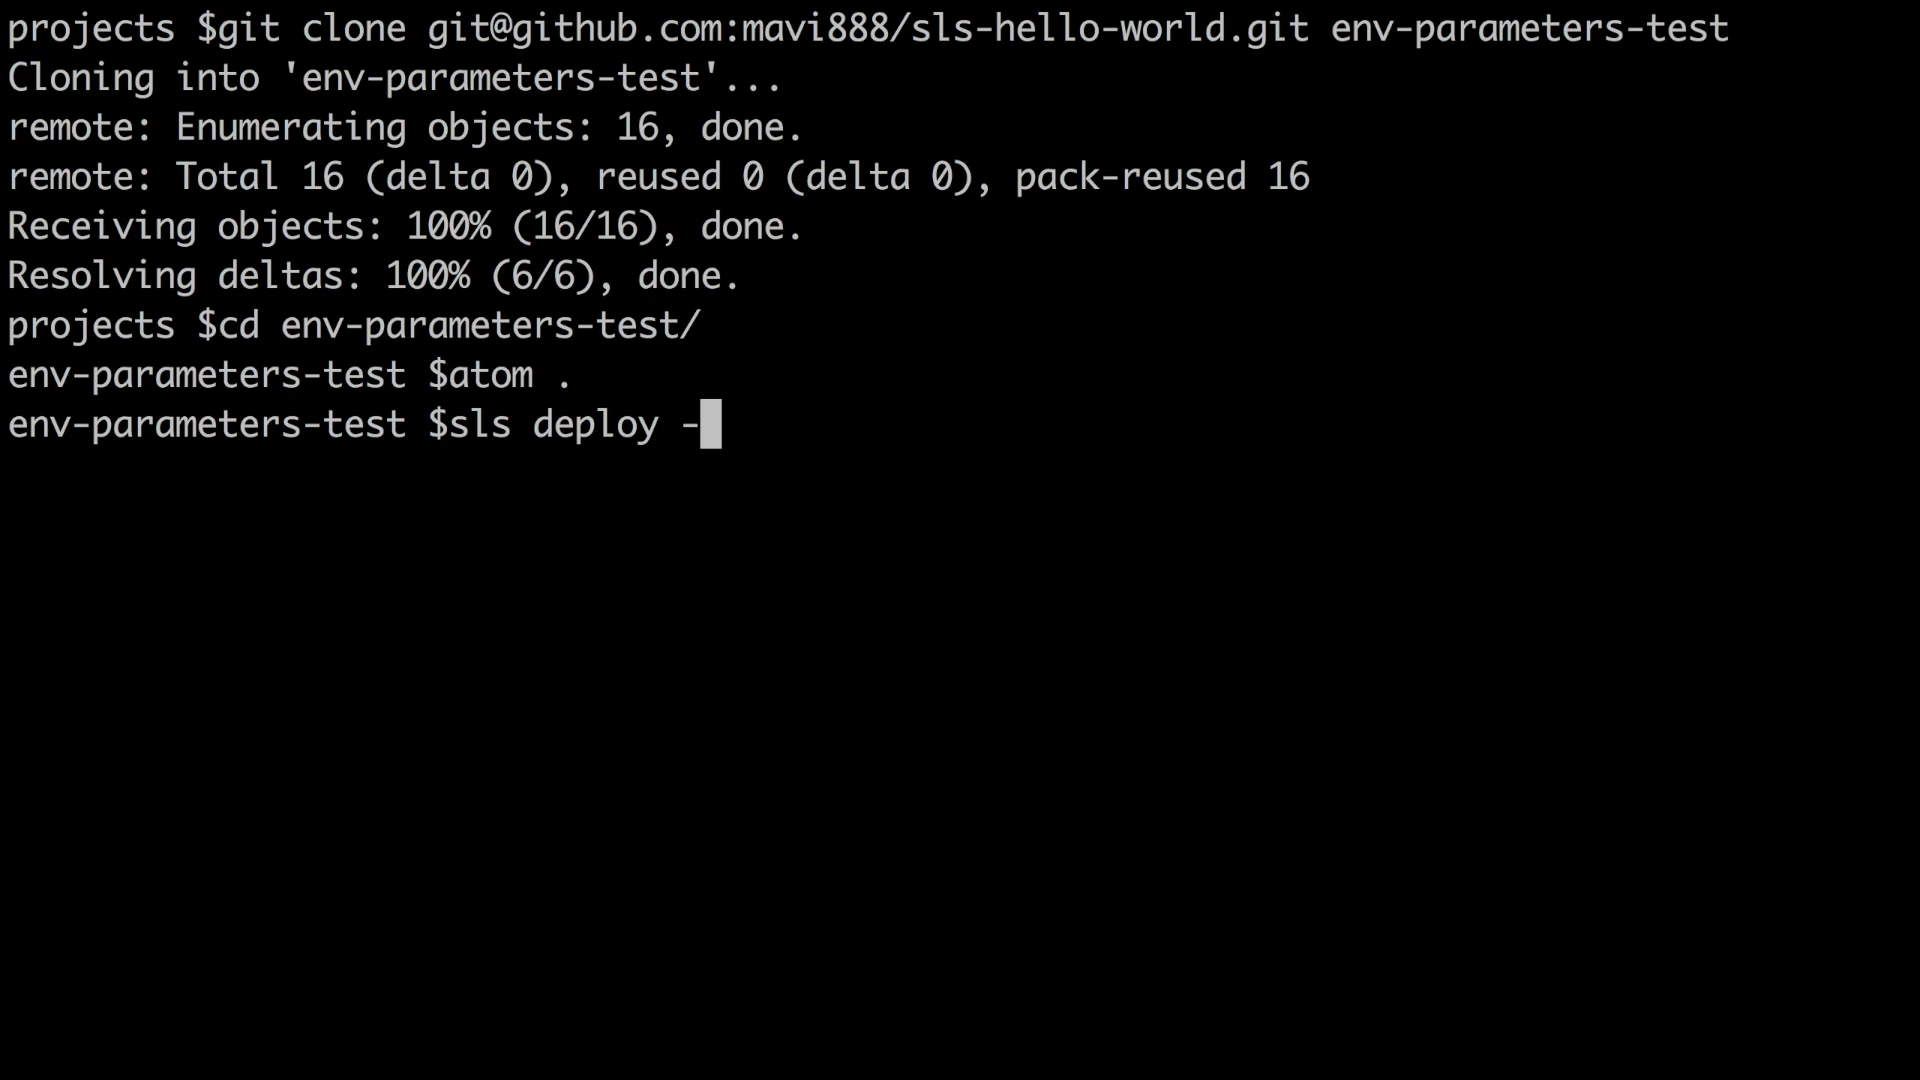 projects $git clone git@github.com:mavi888/sls-hello-world.git env-parameters-test
Cloning into 'env-parameters-test'...
remote: Enumerating objects: 16, done.
remote: Total 16 (delta 0), reused 0 (delta 0), pack-reused 16
Receiving objects: 100% (16/16), done.
Resolving deltas: 100% (6/6), done.
projects $cd env-parameters-test/
env-parameters-test $atom .
env-parameters-test $sls deploy -